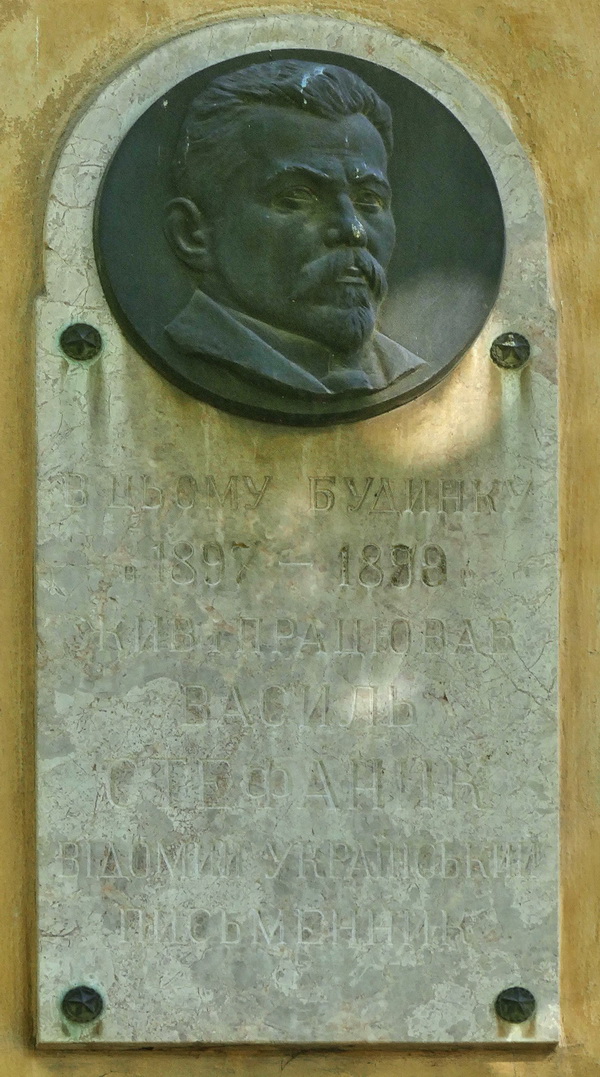 В ЦЬОМУ БУДИНКУ
в 1897 – 1899 р.
ЖИВ І ПРАЦЮВАВ
ВАСИЛЬ
СТЕФАНИК
ВІДОМИЙ УКРАЇНСЬКИЙ
ПИСЬМЕННИК